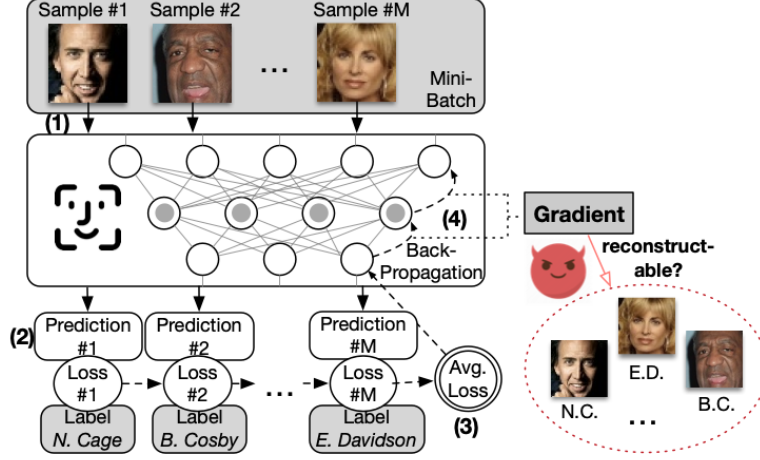 Sample #1
Sample #2
Sample #M
...
Mini-
Batch
(1)
(4)
Back-
Propagation
Gradient
reconstruct-
able?
(2)
Prediction
#1
Prediction
#2
Prediction
#M
Loss
#1
Loss
#2
...
Loss
#M
Avg.
Loss
(3)
Label
N. Cage
Label
B. Cosby
Label
E. Davidson
E.D.
N.C.
B.C.
...